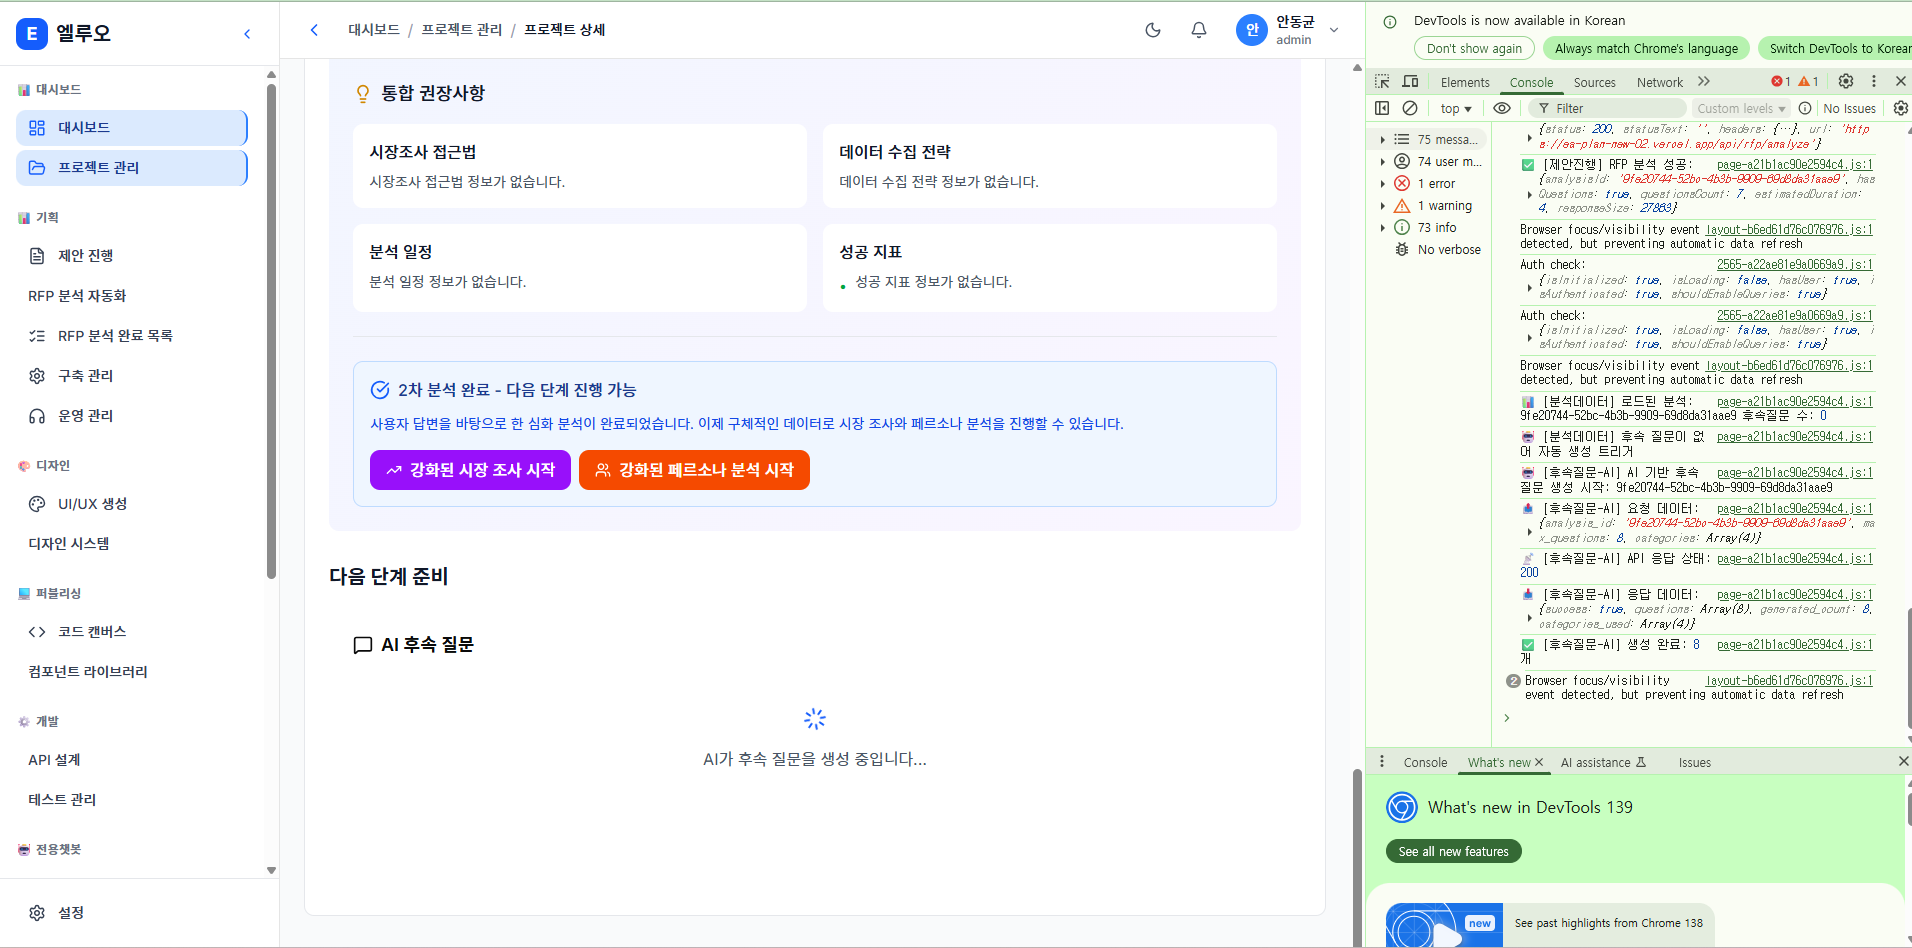 E 엘루오
대시보드
대시보드
프로젝트 관리
기획
제안 진행
RFP 분석 자동화
RFP 분석 완료 목록
구축 관리
운영 관리
디자인
UI/UX 생성
디자인 시스템
퍼블리싱
코드 캔버스
컴포넌트 라이브러리
개발
API 설계
테스트 관리
전용챗봇
설정
대시보드 / 프로젝트 관리 / 프로젝트 상세
안 안동균
admin
통합 권장사항
시장조사 접근법
시장조사 접근법 정보가 없습니다.
데이터 수집 전략
데이터 수집 전략 정보가 없습니다.
분석 일정
분석 일정 정보가 없습니다.
성공 지표
성공 지표 정보가 없습니다.
2차 분석 완료 - 다음 단계 진행 가능
사용자 답변을 바탕으로 한 심화 분석이 완료되었습니다. 이제 구체적인 데이터로 시장 조사와 페르소나 분석을 진행할 수 있습니다.
강화된 시장 조사 시작
강화된 페르소나 분석 시작
다음 단계 준비
AI 후속 질문
AI가 후속 질문을 생성 중입니다...
DevTools is now available in Korean
Don't show again
Always match Chrome's language
Switch DevTools to Korean
Elements Console Sources Network 1 1
top Filter Custom levels No Issues
75 messa...
74 user m...
1 error
1 warning
73 info
No verbose
{status: 200, statusText: '', headers: {…}, url: 'http
s://ea-plan-new-02.vercel.app/api/rfp/analyze'}
[제안진행] RFP 분석 성공: page-a21b1ac90e2594c4.js:1
{analysisId: '9fe20744-52bc-4b3b-9909-69d8da31aae9', has
Questions: true, questionsCount: 7, estimatedDuration:
4, responseSize: 27863}
Browser focus/visibility event layout-b6ed61d76c076976.js:1
detected, but preventing automatic data refresh
Auth check: 2565-a22ae81e9a0669a9.js:1
{isInitialized: true, isLoading: false, hasUser: true, i
sAuthenticated: true, shouldEnableQueries: true}
Auth check: 2565-a22ae81e9a0669a9.js:1
{isInitialized: true, isLoading: false, hasUser: true, i
sAuthenticated: true, shouldEnableQueries: true}
Browser focus/visibility event layout-b6ed61d76c076976.js:1
detected, but preventing automatic data refresh
[분석데이터] 로드된 분석: page-a21b1ac90e2594c4.js:1
9fe20744-52bc-4b3b-9909-69d8da31aae9 후속질문 수: 0
[분석데이터] 후속 질문이 없 page-a21b1ac90e2594c4.js:1
어 자동 생성 트리거
[후속질문-AI] AI 기반 후속 page-a21b1ac90e2594c4.js:1
질문 생성 시작: 9fe20744-52bc-4b3b-9909-69d8da31aae9
[후속질문-AI] 요청 데이터: page-a21b1ac90e2594c4.js:1
{analysis_id: '9fe20744-52bc-4b3b-9909-69d8da31aae9', ma
x_questions: 8, categories: Array(4)}
[후속질문-AI] API 응답 상태: page-a21b1ac90e2594c4.js:1
200
[후속질문-AI] 응답 데이터: page-a21b1ac90e2594c4.js:1
{success: true, questions: Array(8), generated_count: 8,
categories_used: Array(4)}
[후속질문-AI] 생성 완료: 8 page-a21b1ac90e2594c4.js:1
개
2 Browser focus/visibility layout-b6ed61d76c076976.js:1
event detected, but preventing automatic data refresh
Console What's new AI assistance Issues
What's new in DevTools 139
See all new features
new
See past highlights from Chrome 138